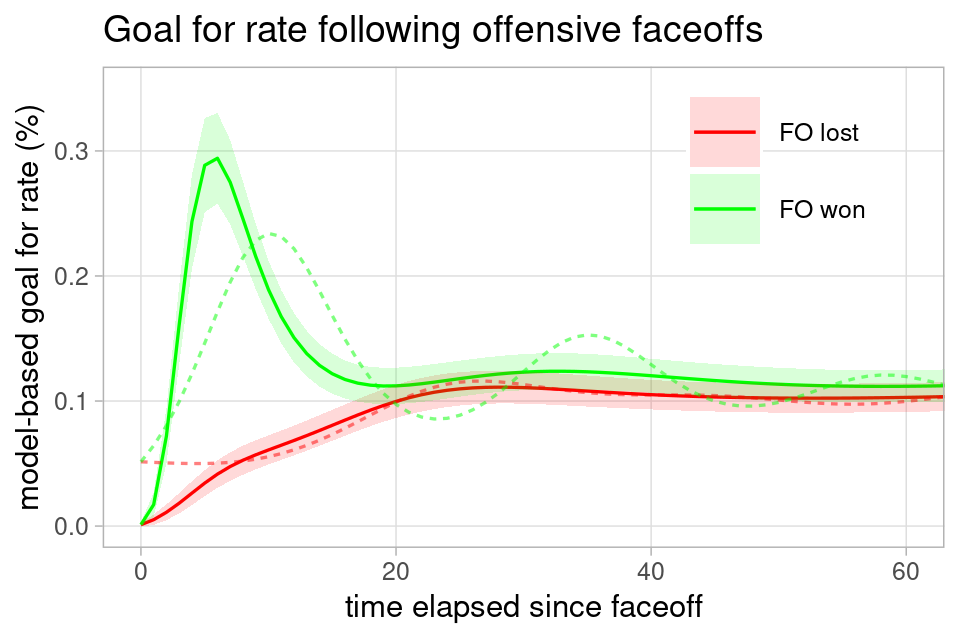 Goal for rate following offensive faceoffs
model-based goal for rate (%)
0.3
0.2
0.1
0.0
FO lost
FO won
0 20 40 60
time elapsed since faceoff